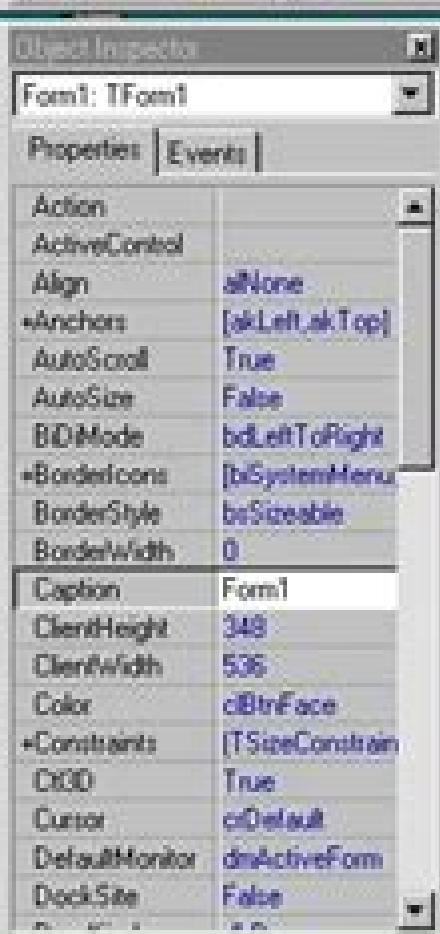 Object Inspector
Form1: TForm1
Properties Events
Action
ActiveControl
Align alNone
+Anchors [akLeft,akTop]
AutoScroll True
AutoSize False
BiDiMode bdLeftToRight
+BorderIcons [biSystemMenu,
BorderStyle bsSizeable
BorderWidth 0
Caption Form1
ClientHeight 348
ClientWidth 536
Color clBtnFace
+Constraints (TSizeConstrain
Ctl3D True
Cursor crDefault
DefaultMonitor dmActiveForm
DockSite False